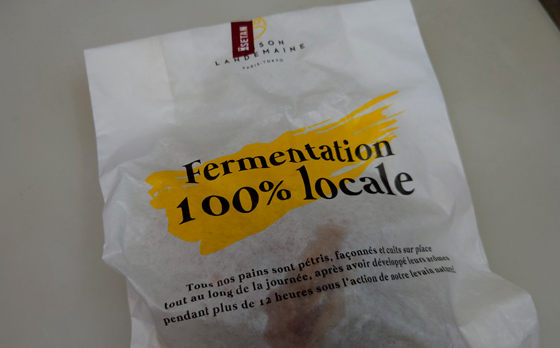 ISETAN
SON
LANDEMAINE
PARIS-TOKYO
Fermentation
100% locale
Tous nos pains sont pétris, façonnés et cuits sur place
tout au long de la journée, après avoir développé leurs arômes
pendant plus de 12 heures sous l'action de notre levain naturel.